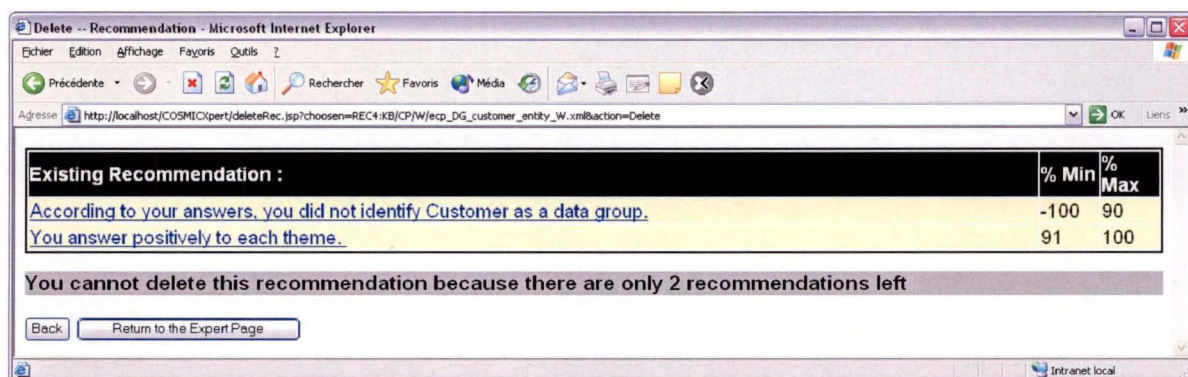 Delete -- Recommendation - Microsoft Internet Explorer
Fichier Edition Affichage Favoris Outils ?
Précédente Rechercher Favoris Média
Adresse http://localhost/COSMICXpert/deleteRec.jsp?choosen=REC4:KB/CP/W/ecp_DG_customer_entity_W.xml&action=Delete OK Liens »
Existing Recommendation : % Min % Max
According to your answers, you did not identify Customer as a data group. -100 90
You answer positively to each theme. 91 100
You cannot delete this recommendation because there are only 2 recommendations left
Back Return to the Expert Page
Intranet local